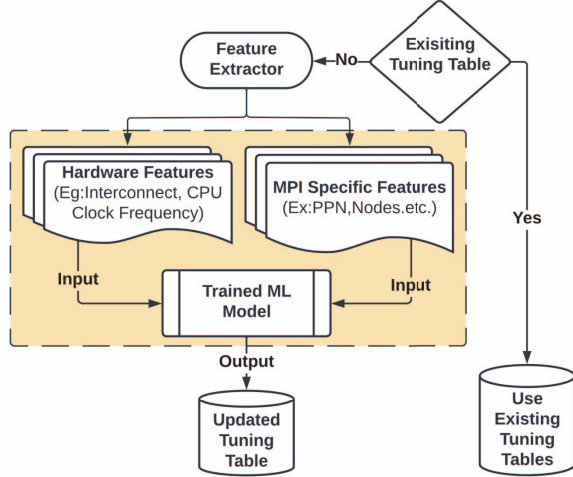 Feature
Extractor
No
Exisiting
Tuning Table
Hardware Features
(Eg:Interconnect, CPU
Clock Frequency)
MPI Specific Features
(Ex:PPN,Nodes.etc.)
Yes
Input
Trained ML
Model
Input
Output
Updated
Tuning
Table
Use
Existing
Tuning
Tables